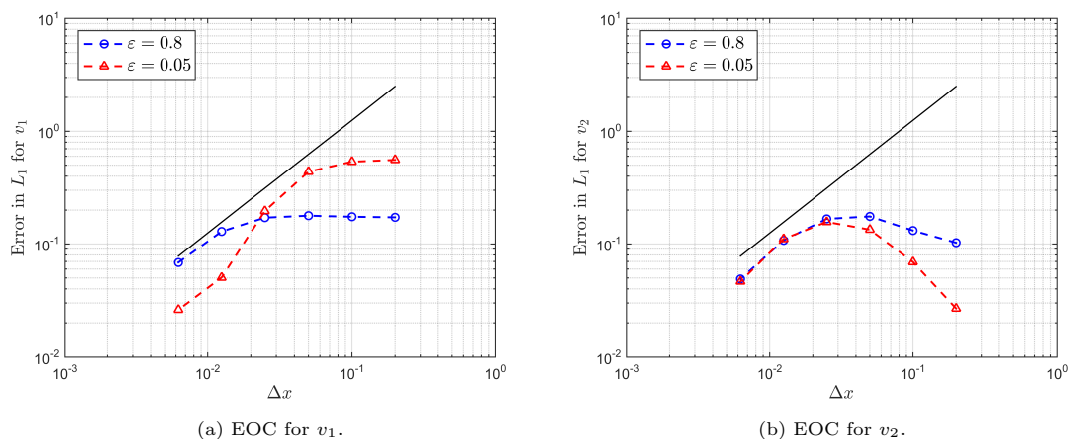 10^1
10^0
10^-1
10^-2
Error in L_1 for v_1
ε = 0.8
ε = 0.05
10^-3
10^-2
10^-1
10^0
Δx
(a) EOC for v_1.
10^1
10^0
10^-1
10^-2
Error in L_1 for v_2
ε = 0.8
ε = 0.05
10^-3
10^-2
10^-1
10^0
Δx
(b) EOC for v_2.